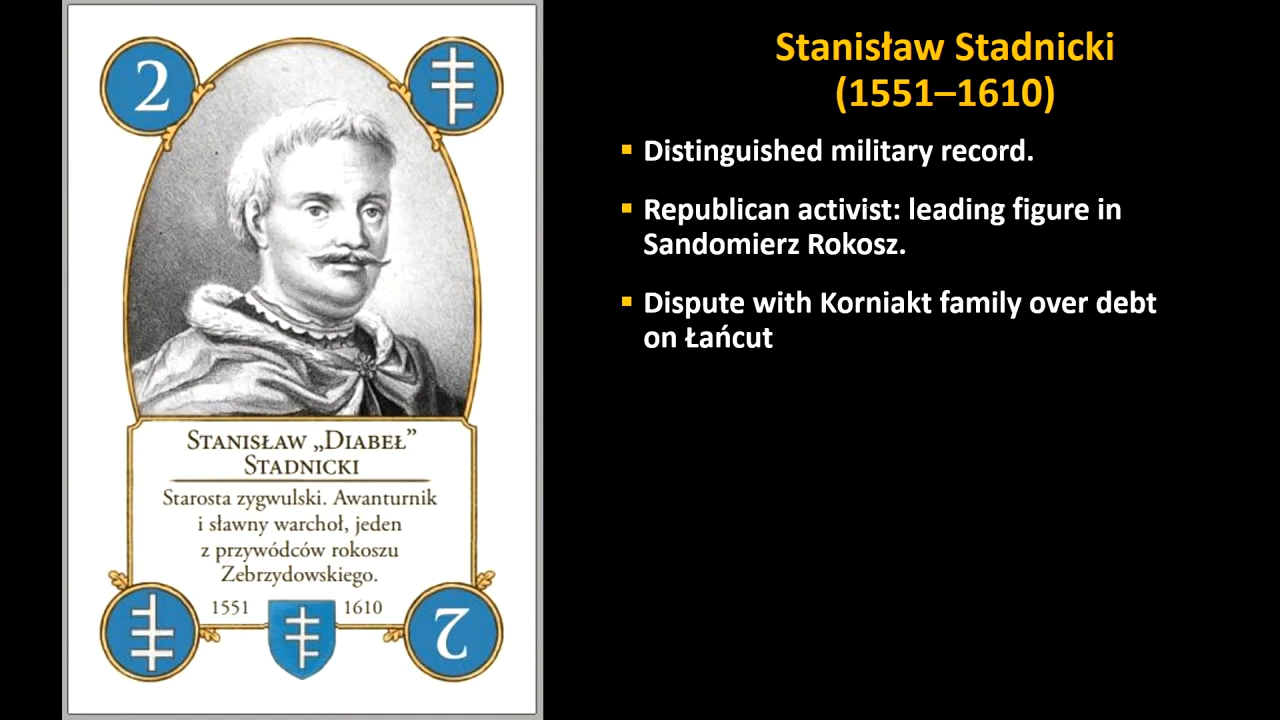 2
Stanisław „Diabeł”
Stadnicki
Starosta zygwulski. Awanturnik
i sławny warchoł, jeden
z przywódców rokoszu
Zebrzydowskiego.
1551 1610
2
Stanisław Stadnicki
(1551–1610)
▪ Distinguished military record.
▪ Republican activist: leading figure in
Sandomierz Rokosz.
▪ Dispute with Korniakt family over debt
on Łańcut